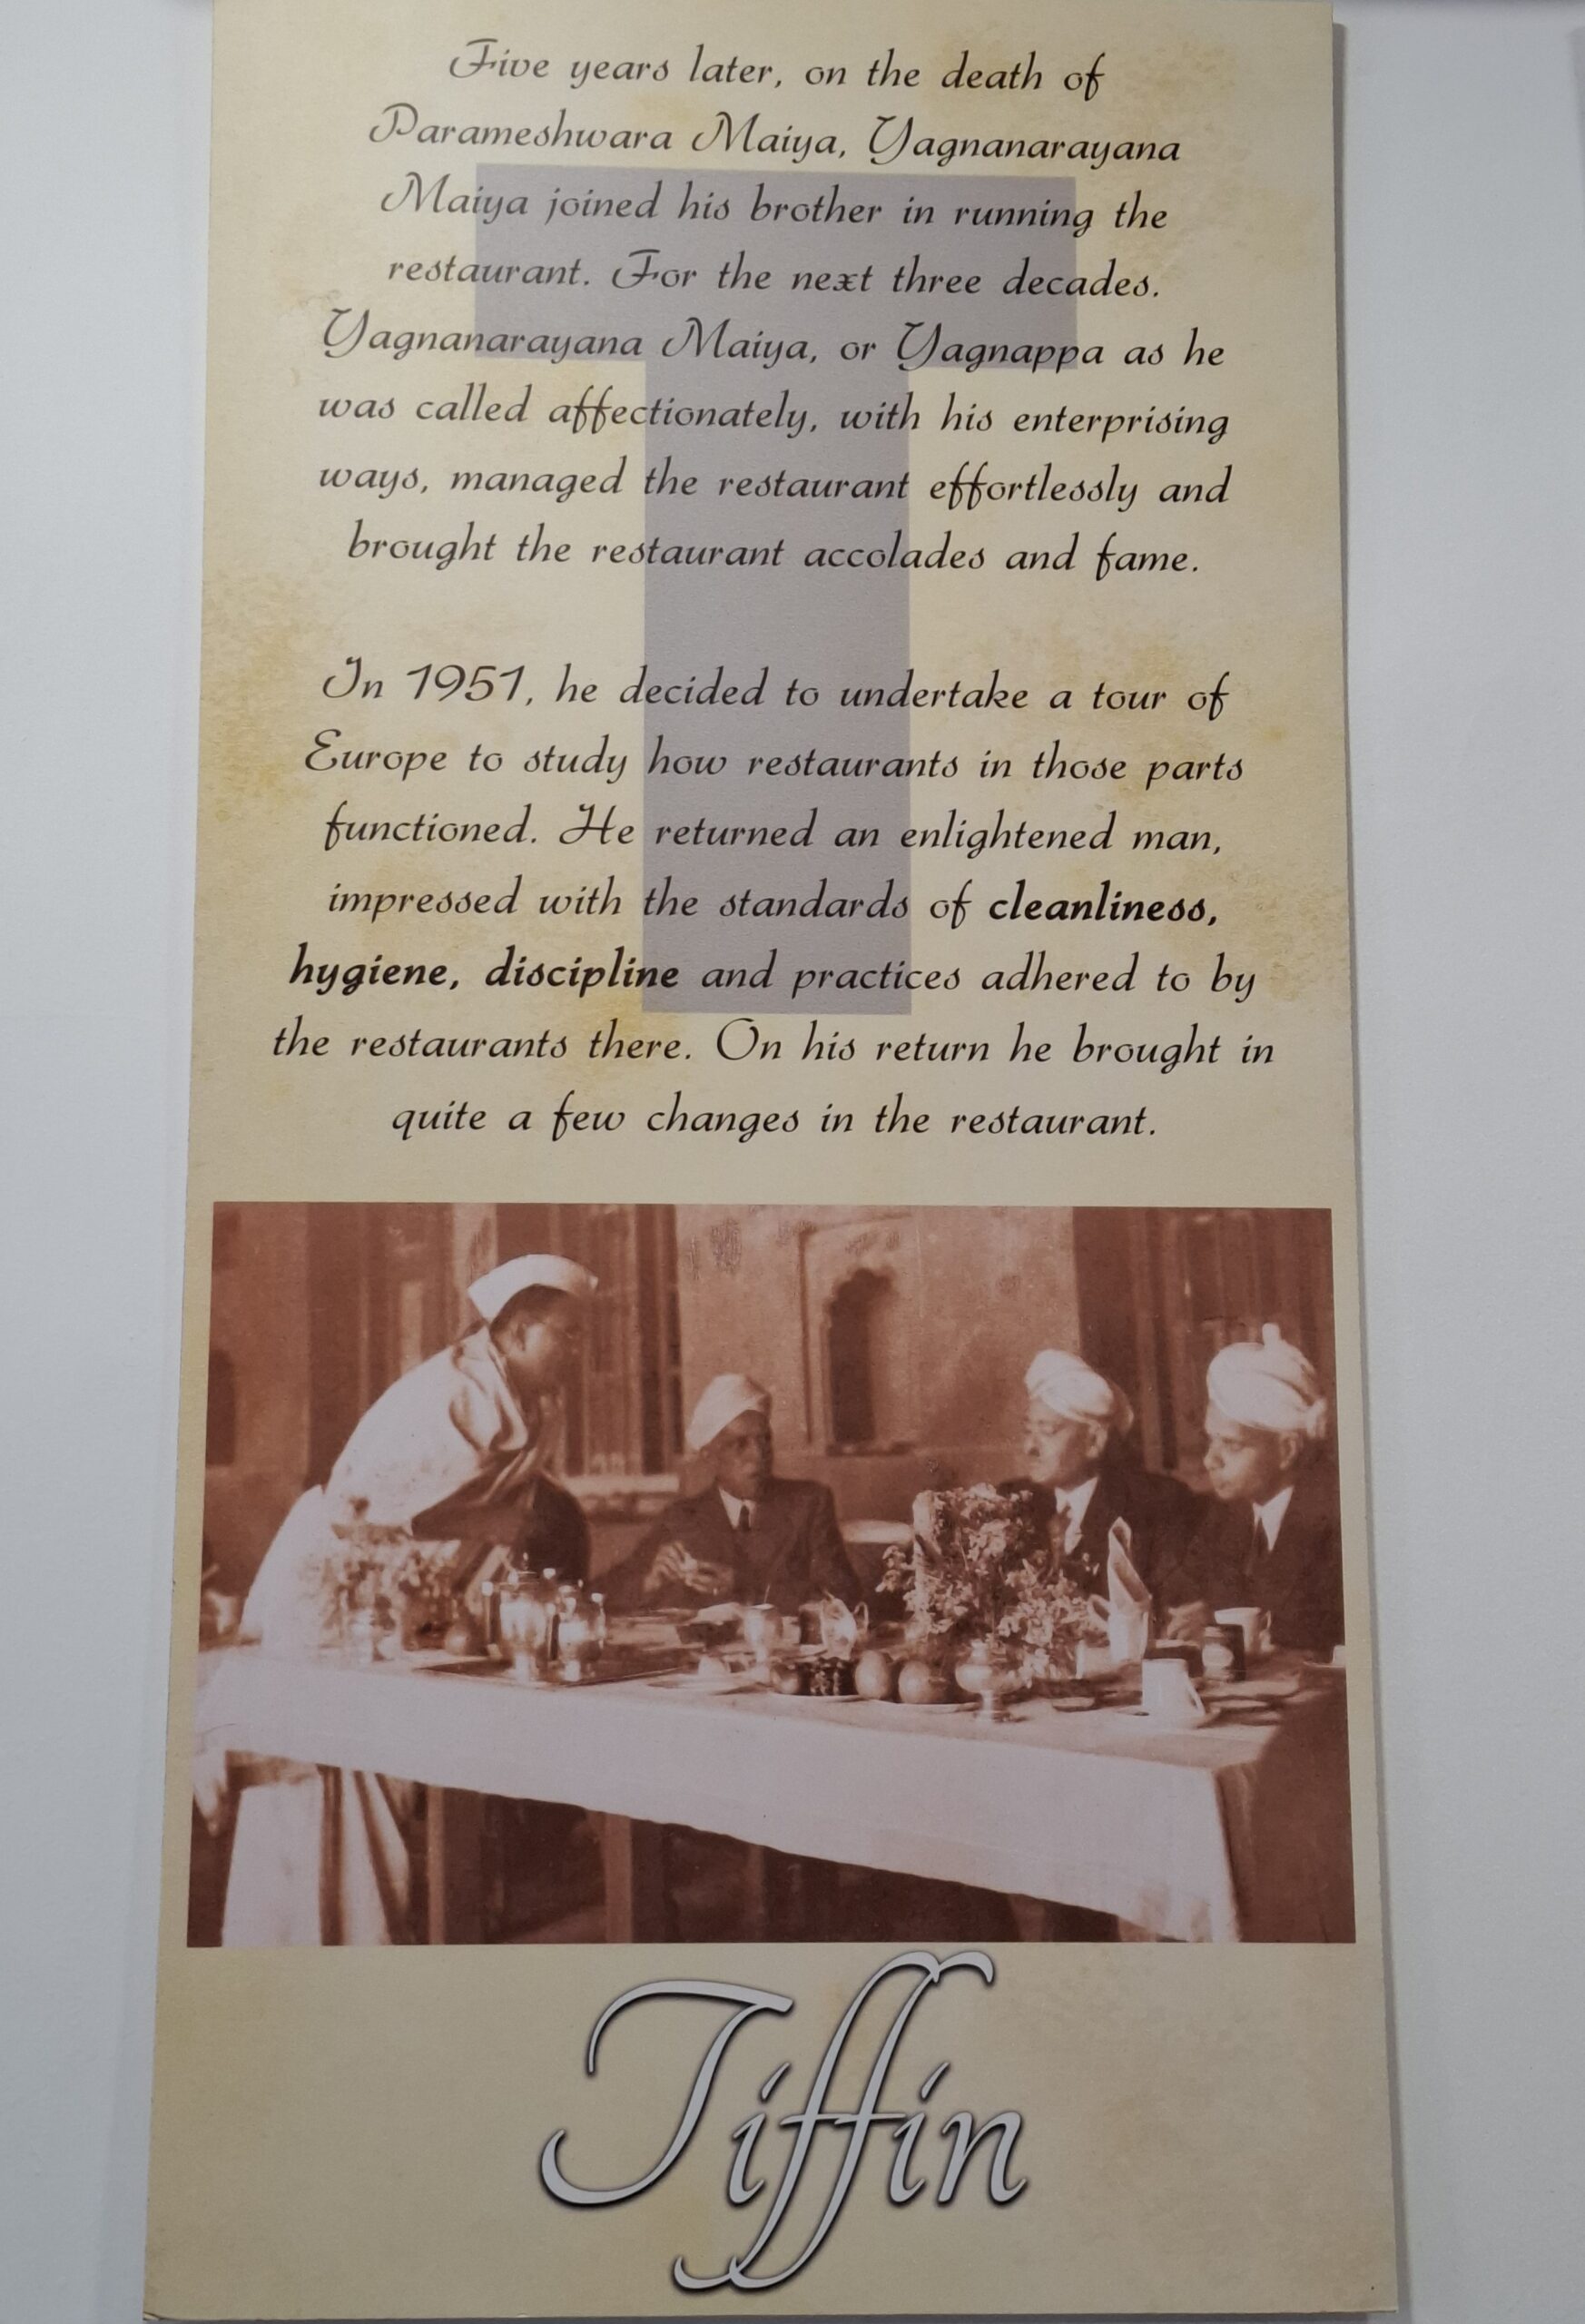 Five years later, on the death of
Parameshwara Maiya, Yagnanarayana
Maiya joined his brother in running the
restaurant. For the next three decades.
Yagnanarayana Maiya, or Yagnappa as he
was called affectionately, with his enterprising
ways, managed the restaurant effortlessly and
brought the restaurant accolades and fame.
In 1951, he decided to undertake a tour of
Europe to study how restaurants in those parts
functioned. He returned an enlightened man,
impressed with the standards of cleanliness,
hygiene, discipline and practices adhered to by
the restaurants there. On his return he brought in
quite a few changes in the restaurant.
Tiffin